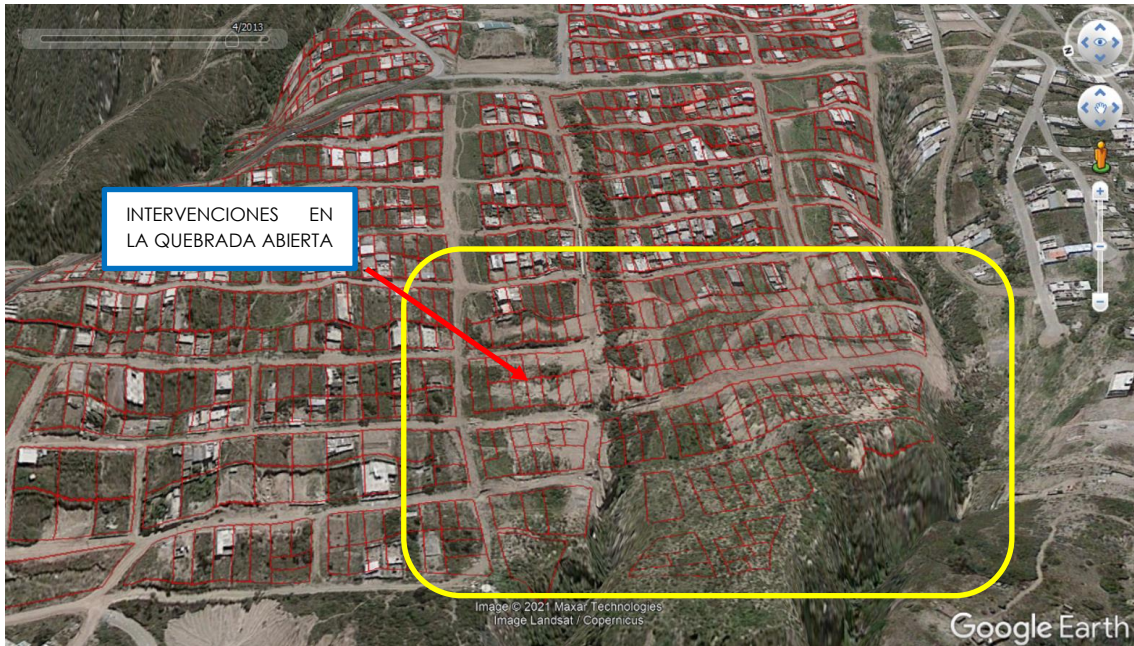 4/2013
N
INTERVENCIONES EN
LA QUEBRADA ABIERTA
Image © 2021 Maxar Technologies
Image Landsat / Copernicus
Google Earth